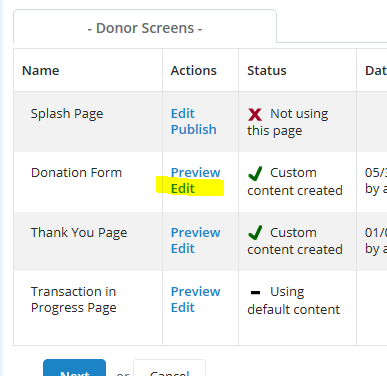 - Donor Screens -
Name Actions Status Dat
Splash Page Edit Not using
Publish this page
Donation Form Preview Custom 05/3
Edit content created by a
Thank You Page Preview Custom 01/0
Edit content created by a
Transaction in Preview Using
Progress Page Edit default content
Next or Cancel